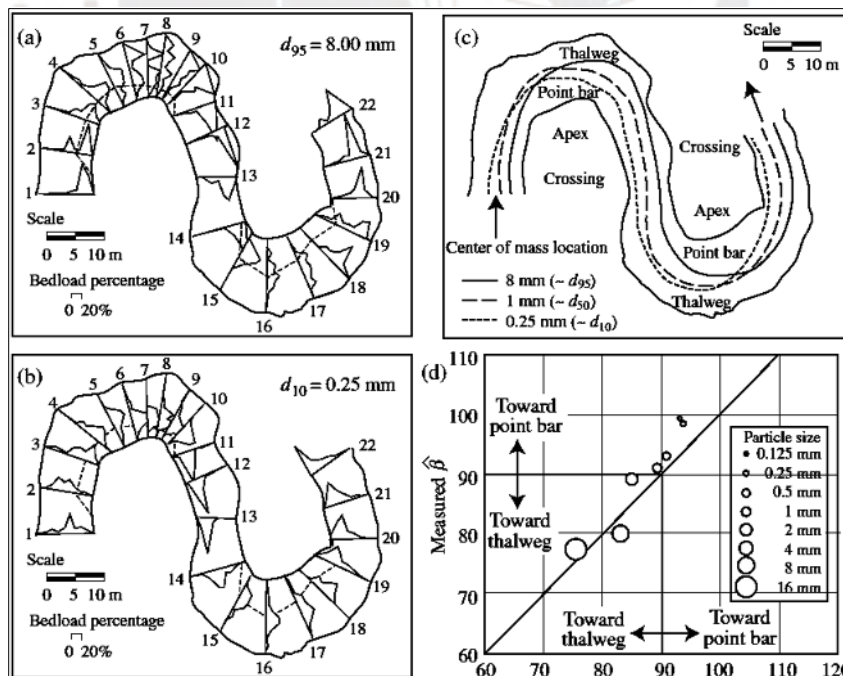 (a)
d95 = 8.00 mm
1
2
3
4
5
6
7
8
9
10
11
12
13
14
15
16
17
18
19
20
21
22
Scale
0 5 10 m
Bedload percentage
0 20%
(b)
d10 = 0.25 mm
1
2
3
4
5
6
7
8
9
10
11
12
13
14
15
16
17
18
19
20
21
22
Scale
0 5 10 m
Bedload percentage
0 20%
(c)
Scale
0 5 10 m
Thalweg
Point bar
Apex
Crossing
Crossing
Apex
Point bar
Thalweg
Center of mass location
8 mm (~ d95)
1 mm (~ d50)
0.25 mm (~ d10)
(d)
110
100
90
80
70
60
Measured β̂
Toward
point bar
Toward
thalweg
Particle size
0.125 mm
0.25 mm
0.5 mm
1 mm
2 mm
4 mm
8 mm
16 mm
Toward
thalweg
Toward
point bar
60 70 80 90 100 110 120